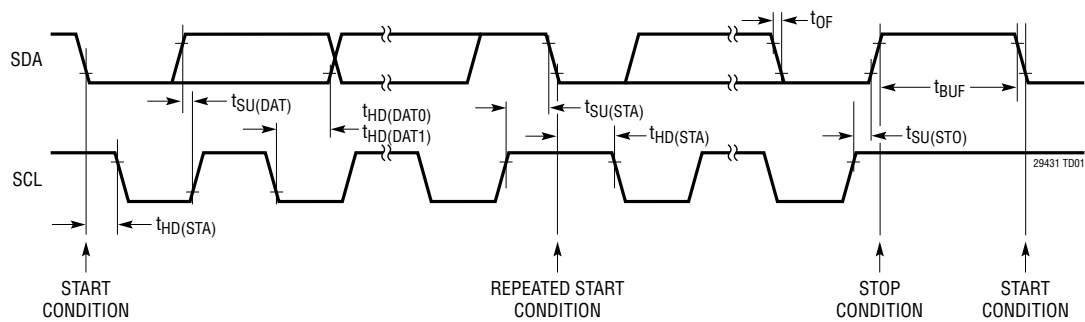 tOF
SDA
tSU(DAT)
tHD(DAT0)
tHD(DAT1)
tSU(STA)
tHD(STA)
tBUF
tSU(STO)
SCL
29431 TD01
tHD(STA)
START
CONDITION
REPEATED START
CONDITION
STOP
CONDITION
START
CONDITION